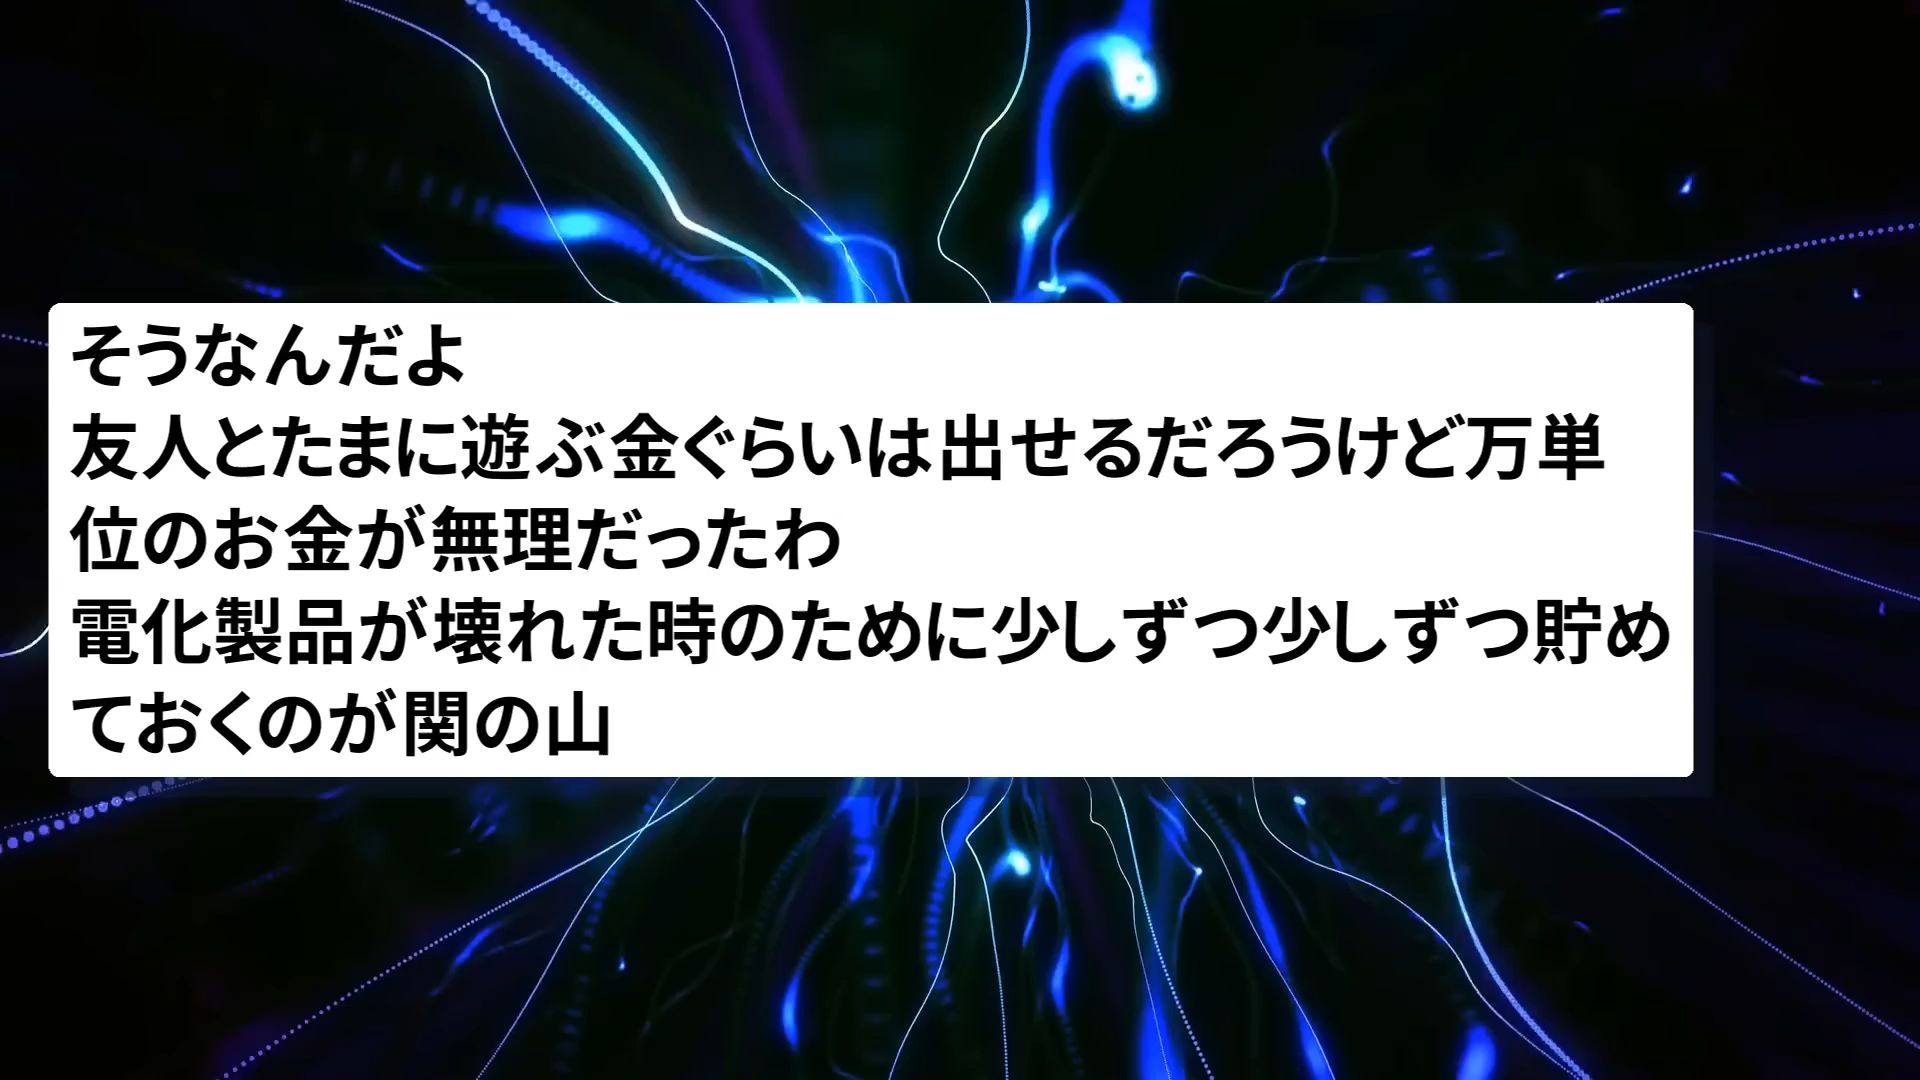 そうなんだよ
友人とたまに遊ぶ金ぐらいは出せるだろうけど万単
位のお金が無理だったわ
電化製品が壊れた時のために少しずつ少しずつ貯め
ておくのが関の山